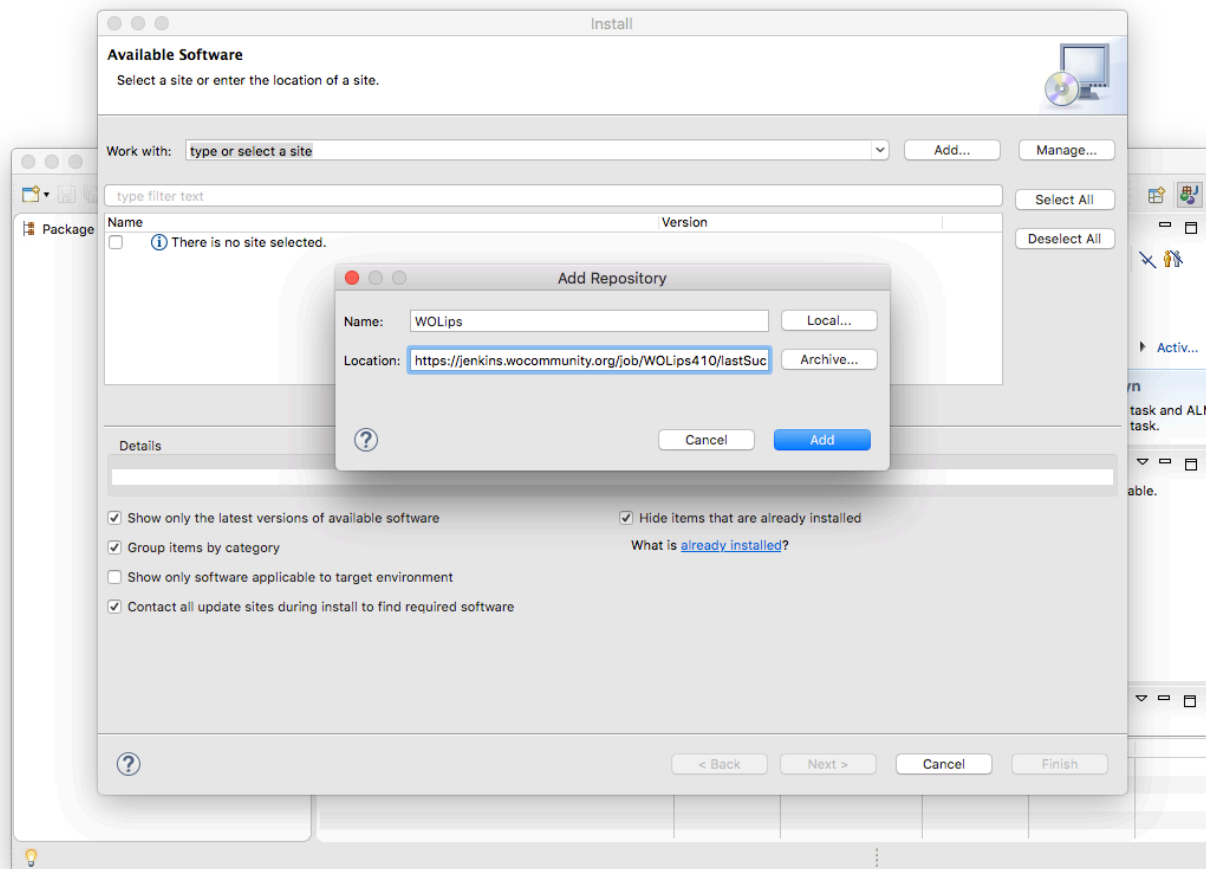 Install
Available Software
Select a site or enter the location of a site.
Work with: type or select a site Add... Manage...
type filter text Select All
Package Name Version
There is no site selected. Deselect All
Add Repository
Name: WOLips Local...
Activ...
Location: https://jenkins.wocommunity.org/job/WOLips410/lastSuc Archive...
task and ALM
task.
Cancel Add
Details
able.
Show only the latest versions of available software Hide items that are already installed
Group items by category What is already installed?
Show only software applicable to target environment
Contact all update sites during install to find required software
< Back Next > Cancel Finish